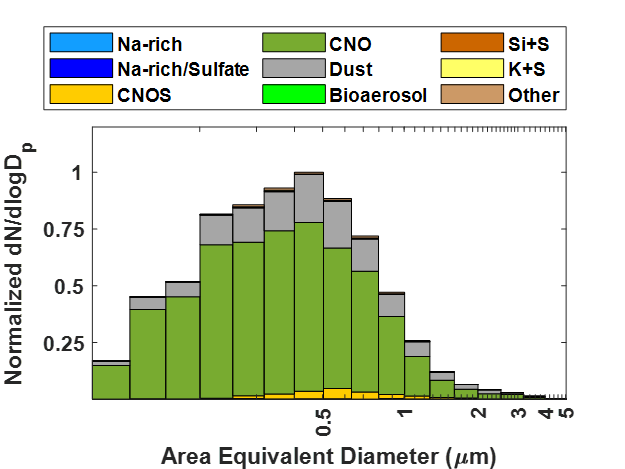 Na-rich CNO Si+S
Na-rich/Sulfate Dust K+S
CNOS Bioaerosol Other
Normalized dN/dlogDp
1
0.75
0.5
0.25
0.5 1 2 3 4 5
Area Equivalent Diameter (μm)